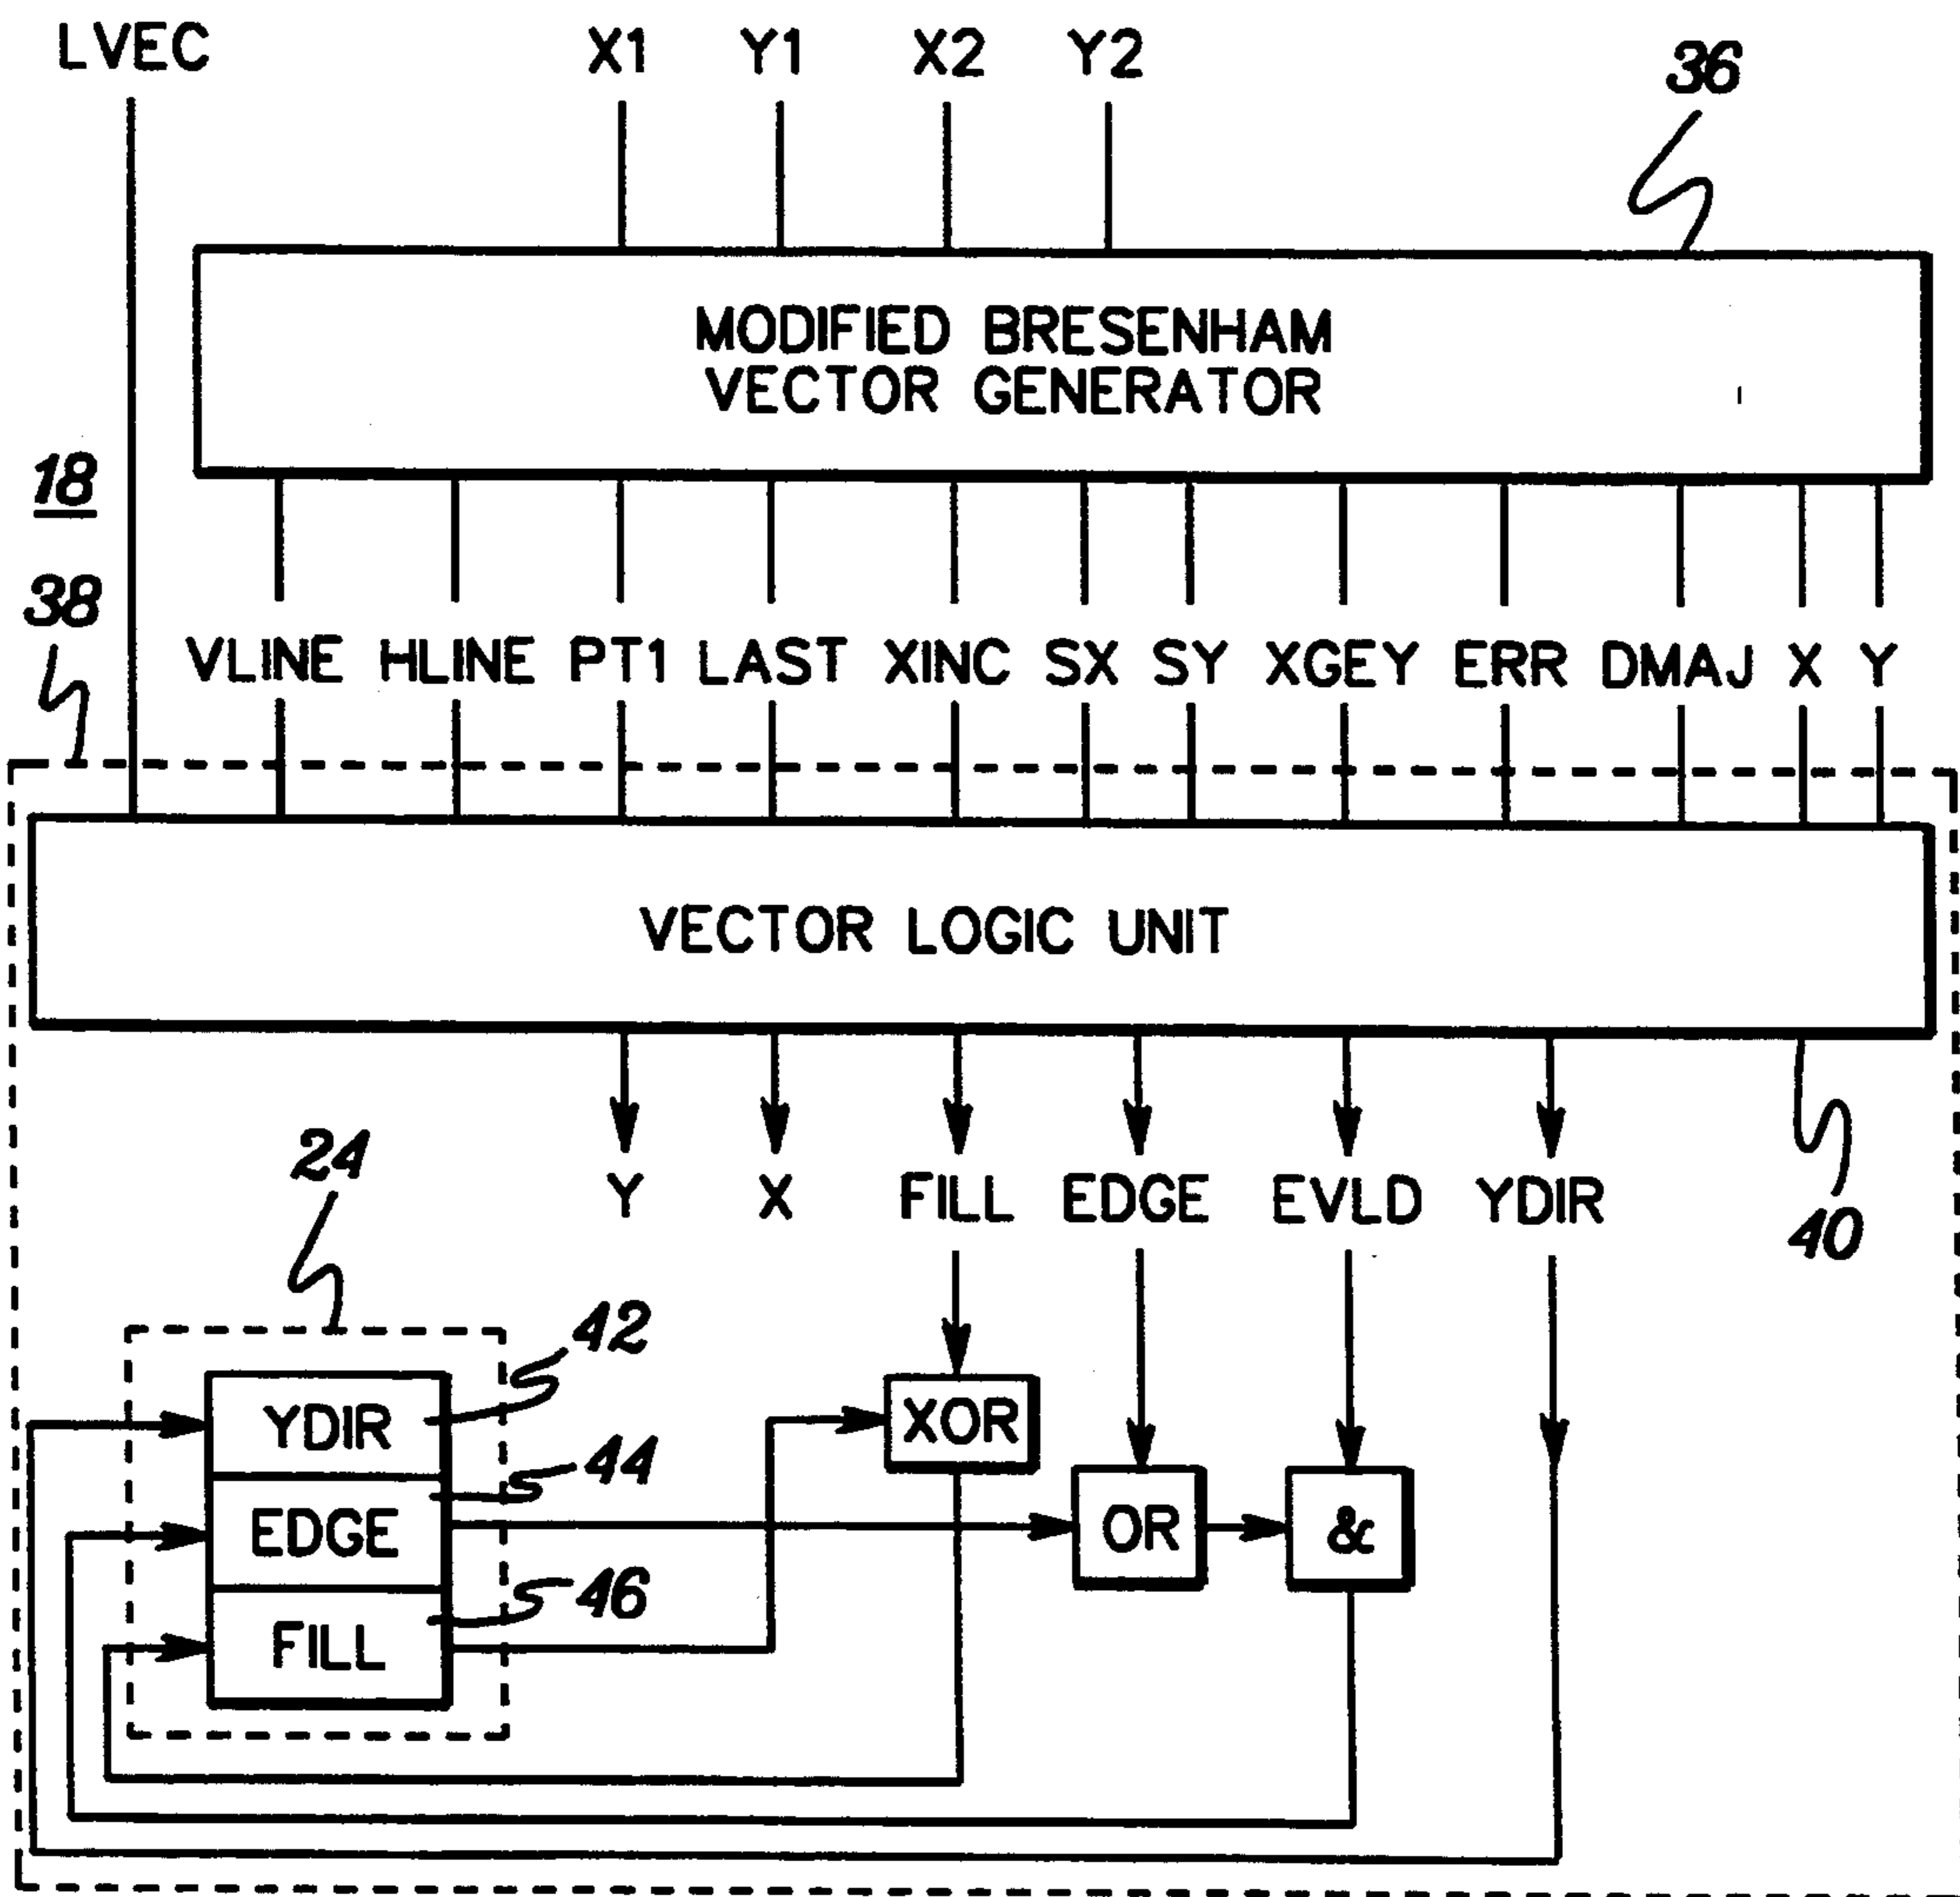 LVEC X1 Y1 X2 Y2 36
MODIFIED BRESENHAM
VECTOR GENERATOR
18
38
VLINE HLINE PT1 LAST XINC SX SY XGEY ERR DMAJ X Y
VECTOR LOGIC UNIT
24
Y X FILL EDGE EVLD YDIR
40
42
YDIR XOR
44
EDGE OR &
46
FILL